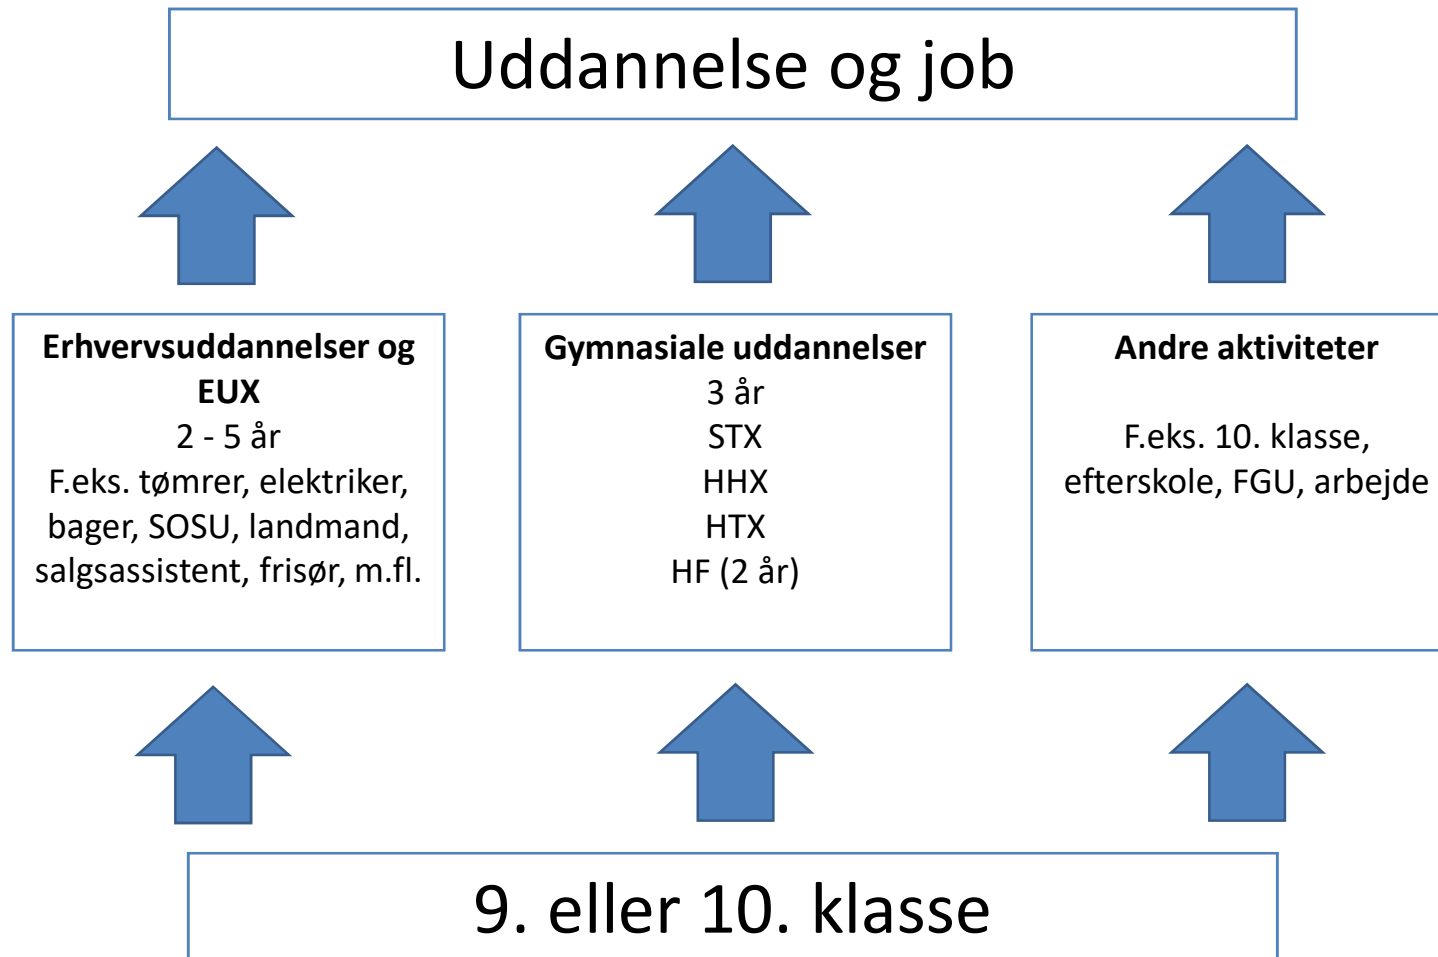 Uddannelse og job
Erhvervsuddannelser og
EUX
2 - 5 år
F.eks. tømrer, elektriker,
bager, SOSU, landmand,
salgsassistent, frisør, m.fl.
Gymnasiale uddannelser
3 år
STX
HHX
HTX
HF (2 år)
Andre aktiviteter
F.eks. 10. klasse,
efterskole, FGU, arbejde
9. eller 10. klasse